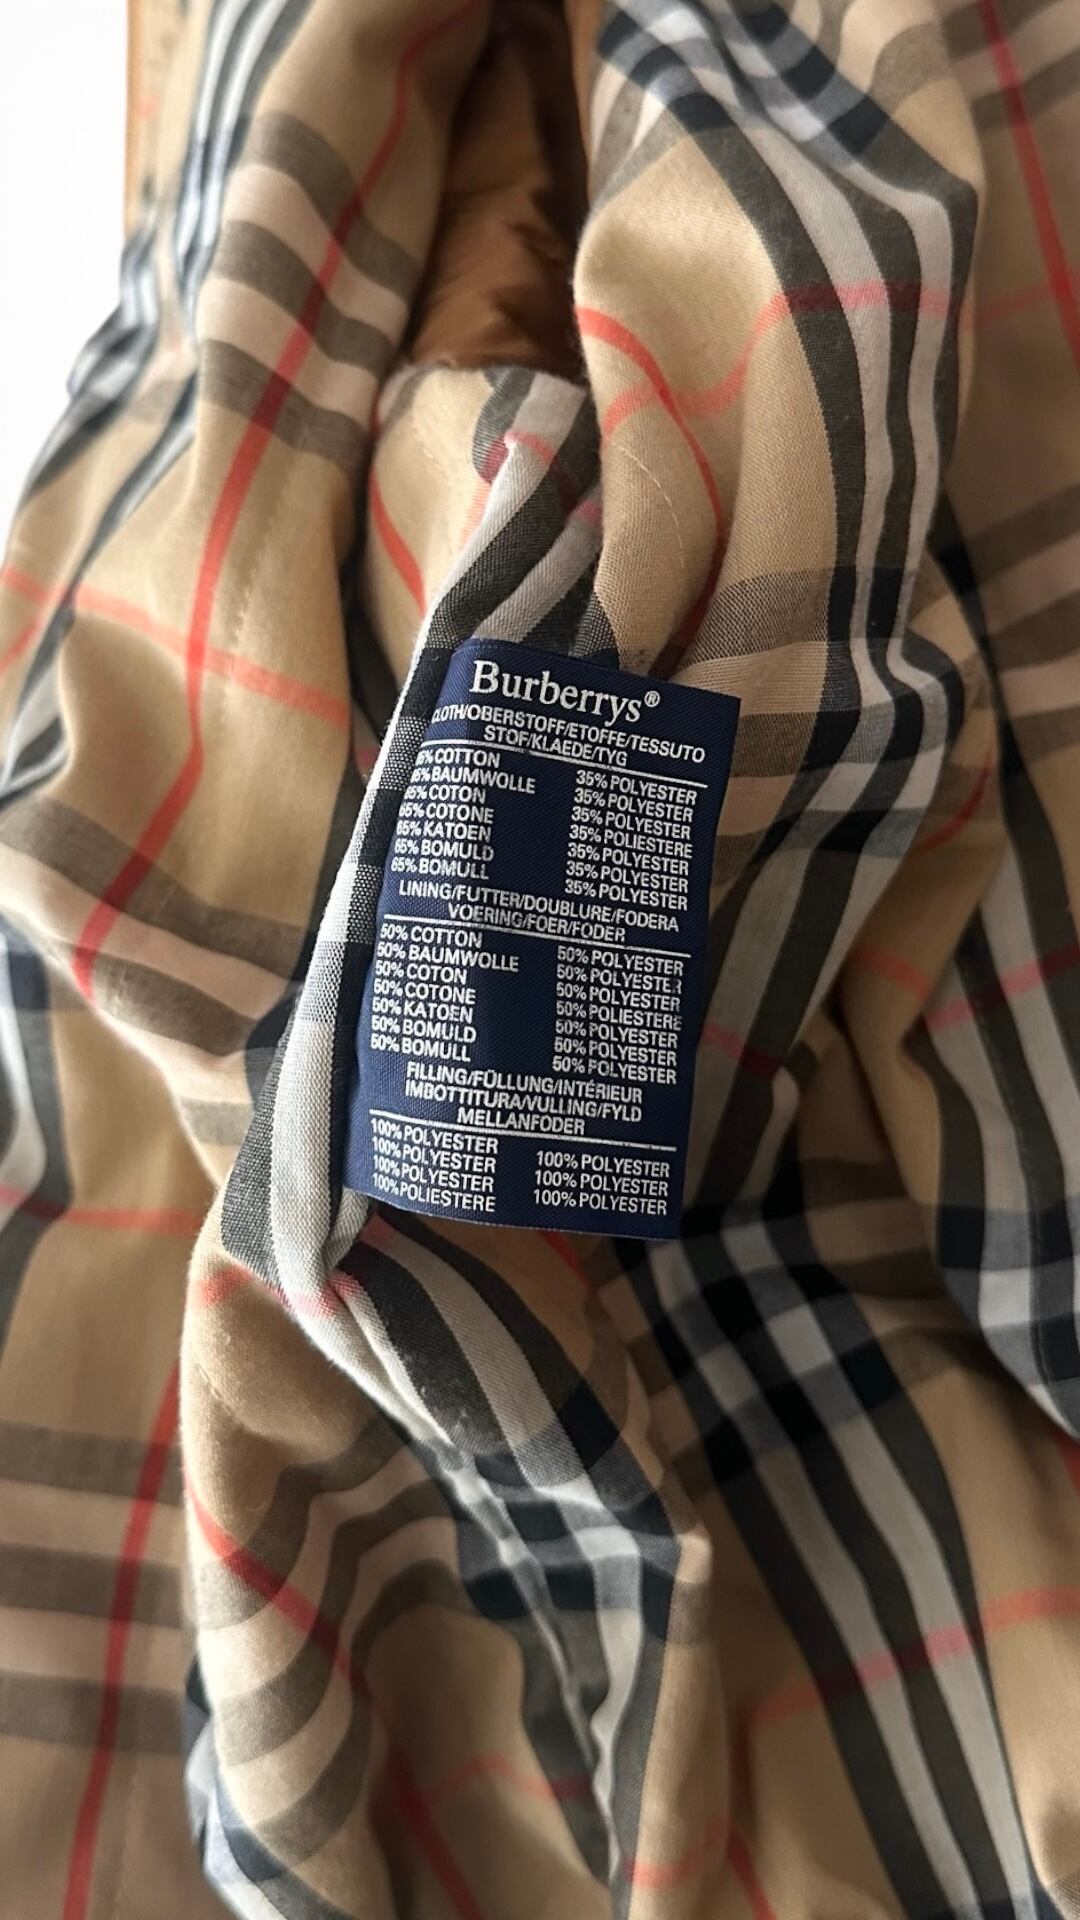 Burberrys®
CLOTH/OBERSTOFF/ETOFFE/TESSUTO
STOF/KLAEDE/TYG
65% COTTON 35% POLYESTER
65% BAUMWOLLE 35% POLYESTER
65% COTON 35% POLYESTER
65% COTONE 35% POLIESTERE
65% KATOEN 35% POLYESTER
65% BOMULD 35% POLYESTER
65% BOMULL 35% POLYESTER
LINING/FUTTER/DOUBLURE/FODERA
VOERING/FOER/FODER
50% COTTON 50% POLYESTER
50% BAUMWOLLE 50% POLYESTER
50% COTON 50% POLYESTER
50% COTONE 50% POLIESTERE
50% KATOEN 50% POLYESTER
50% BOMULD 50% POLYESTER
50% BOMULL 50% POLYESTER
FILLING/FÜLLUNG/INTÉRIEUR
IMBOTTITURA/VULLING/FYLD
MELLANFODER
100% POLYESTER
100% POLYESTER 100% POLYESTER
100% POLYESTER 100% POLYESTER
100% POLIESTERE 100% POLYESTER